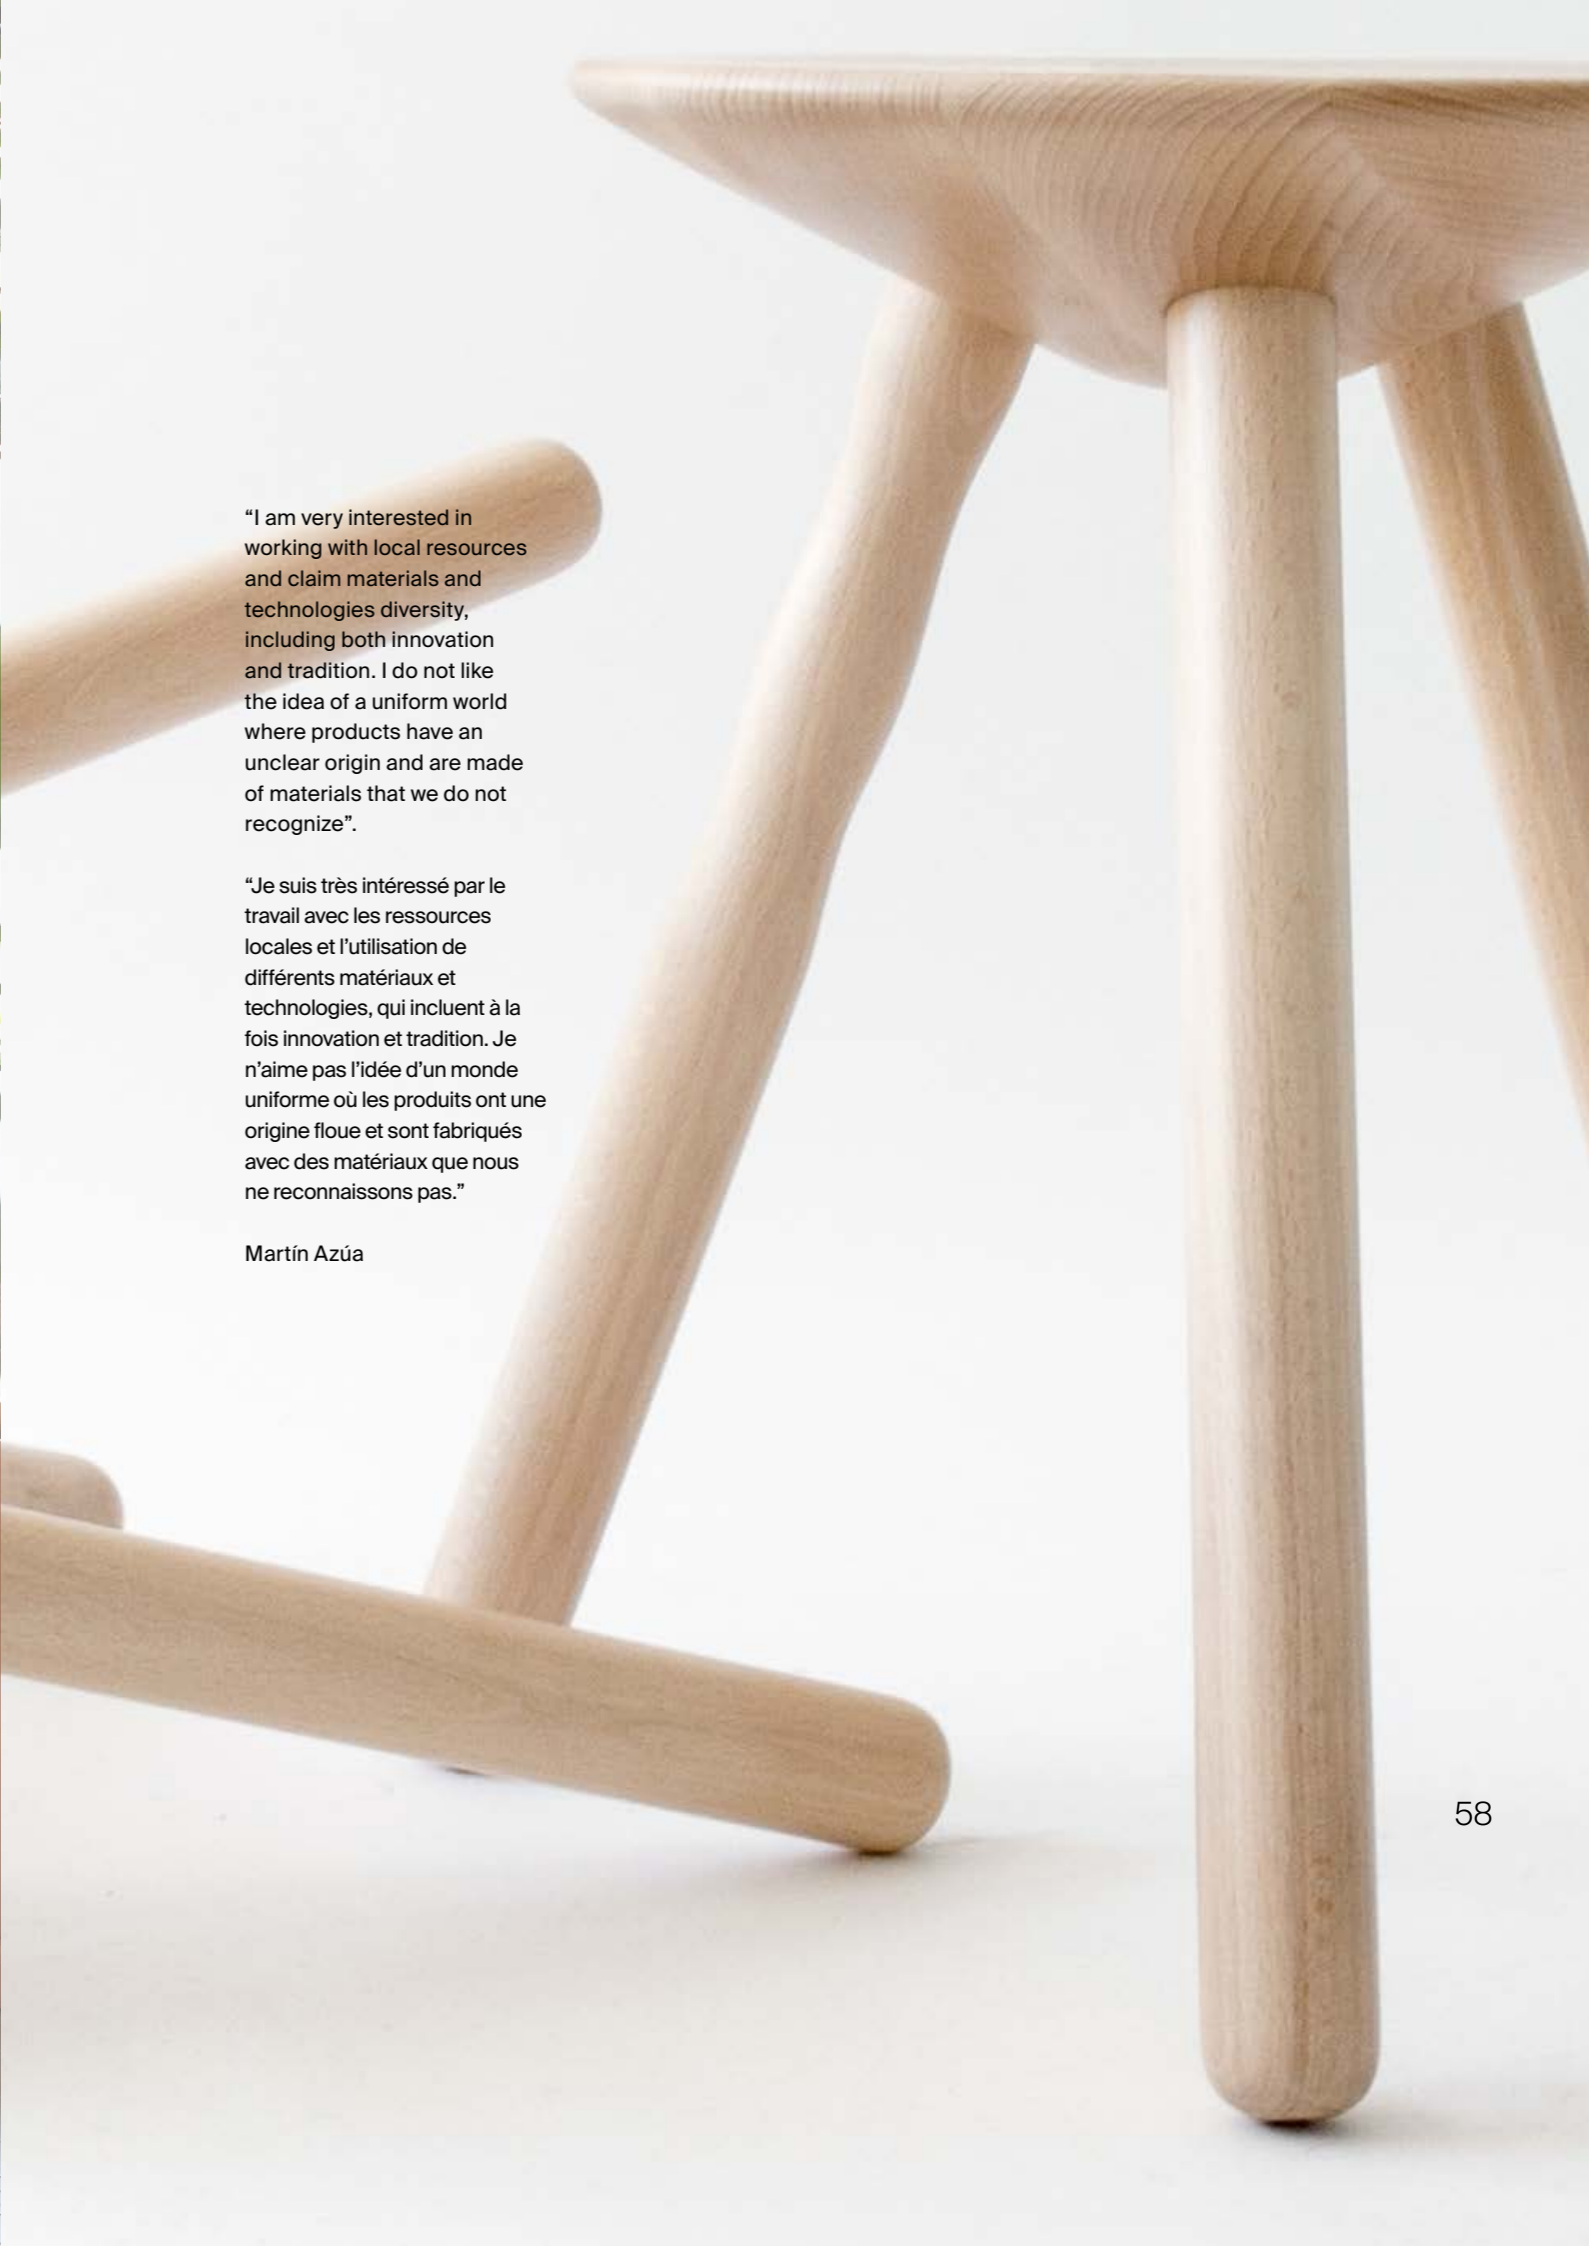 “I am very interested in
working with local resources
and claim materials and
technologies diversity,
including both innovation
and tradition. I do not like
the idea of a uniform world
where products have an
unclear origin and are made
of materials that we do not
recognize”.
“Je suis très intéressé par le
travail avec les ressources
locales et l’utilisation de
différents matériaux et
technologies, qui incluent à la
fois innovation et tradition. Je
n’aime pas l’idée d’un monde
uniforme où les produits ont une
origine floue et sont fabriqués
avec des matériaux que nous
ne reconnaissons pas.”
Martín Azúa
58